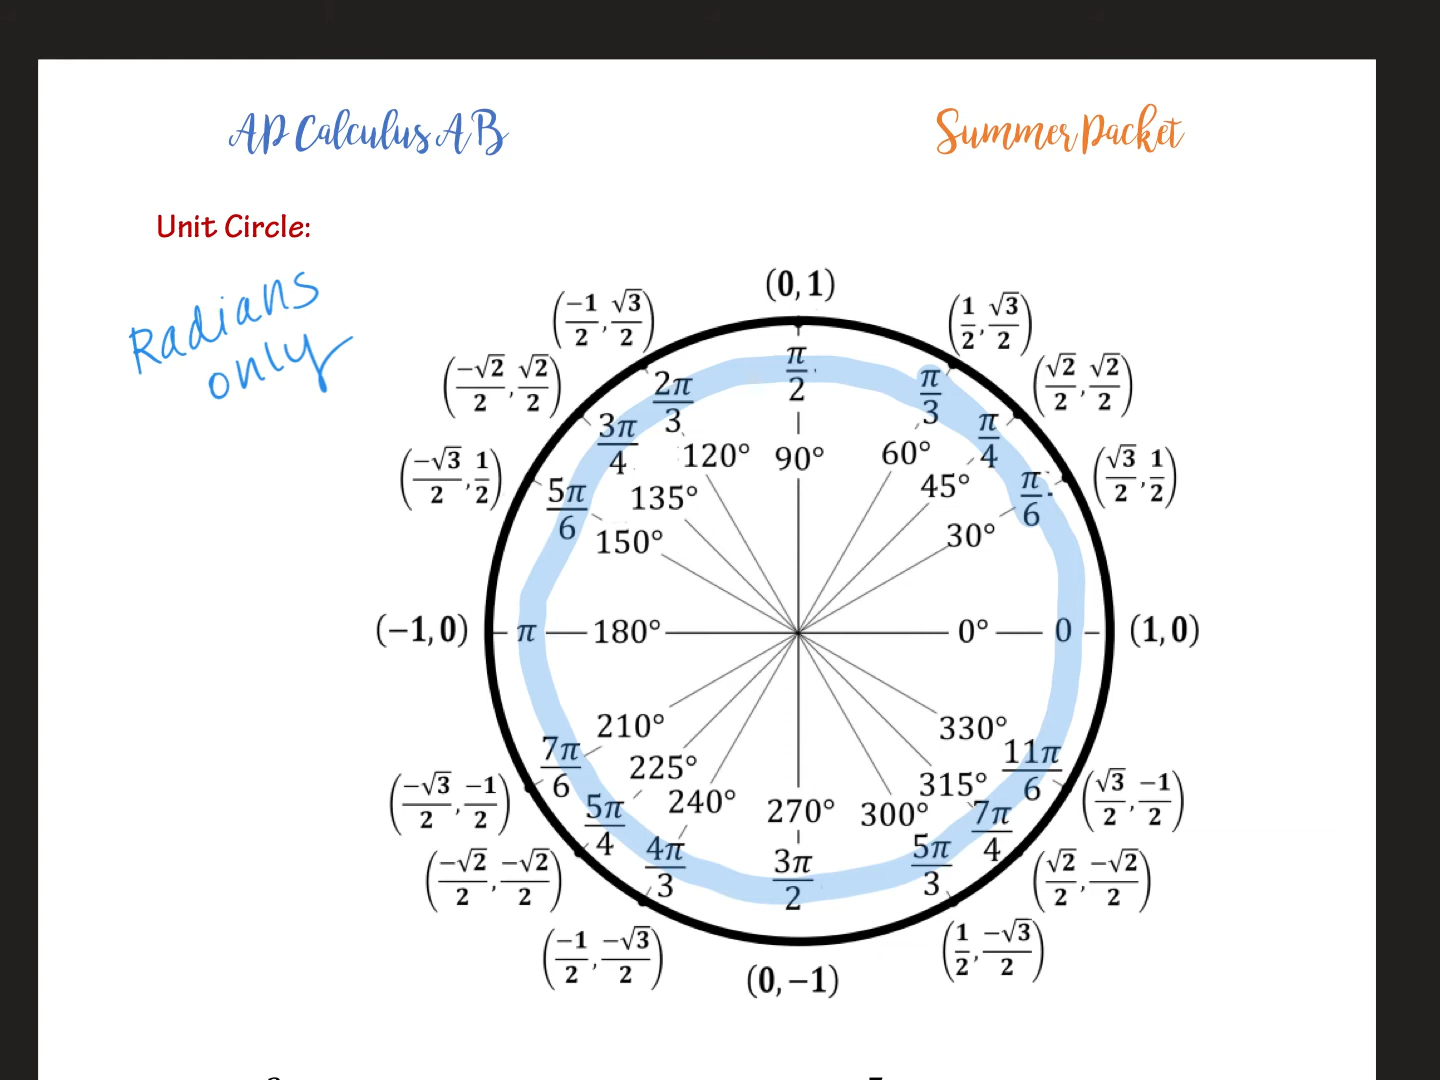 AP Calculus AB
Summer Packet
Unit Circle:
Radians
only
(0, 1)
(-1/2, √3/2)
(1/2, √3/2)
(-√2/2, √2/2)
(√2/2, √2/2)
(-√3/2, 1/2)
(√3/2, 1/2)
π/2
2π/3
π/3
3π/4
π/4
5π/6
π/6
120° 90° 60°
135° 45°
150° 30°
(−1, 0) π 180° 0° 0 (1, 0)
210° 330°
225° 315°
240° 270° 300°
7π/6
11π/6
5π/4
7π/4
4π/3
3π/2
5π/3
(-√3/2, -1/2)
(√3/2, -1/2)
(-√2/2, -√2/2)
(√2/2, -√2/2)
(-1/2, -√3/2)
(1/2, -√3/2)
(0, −1)